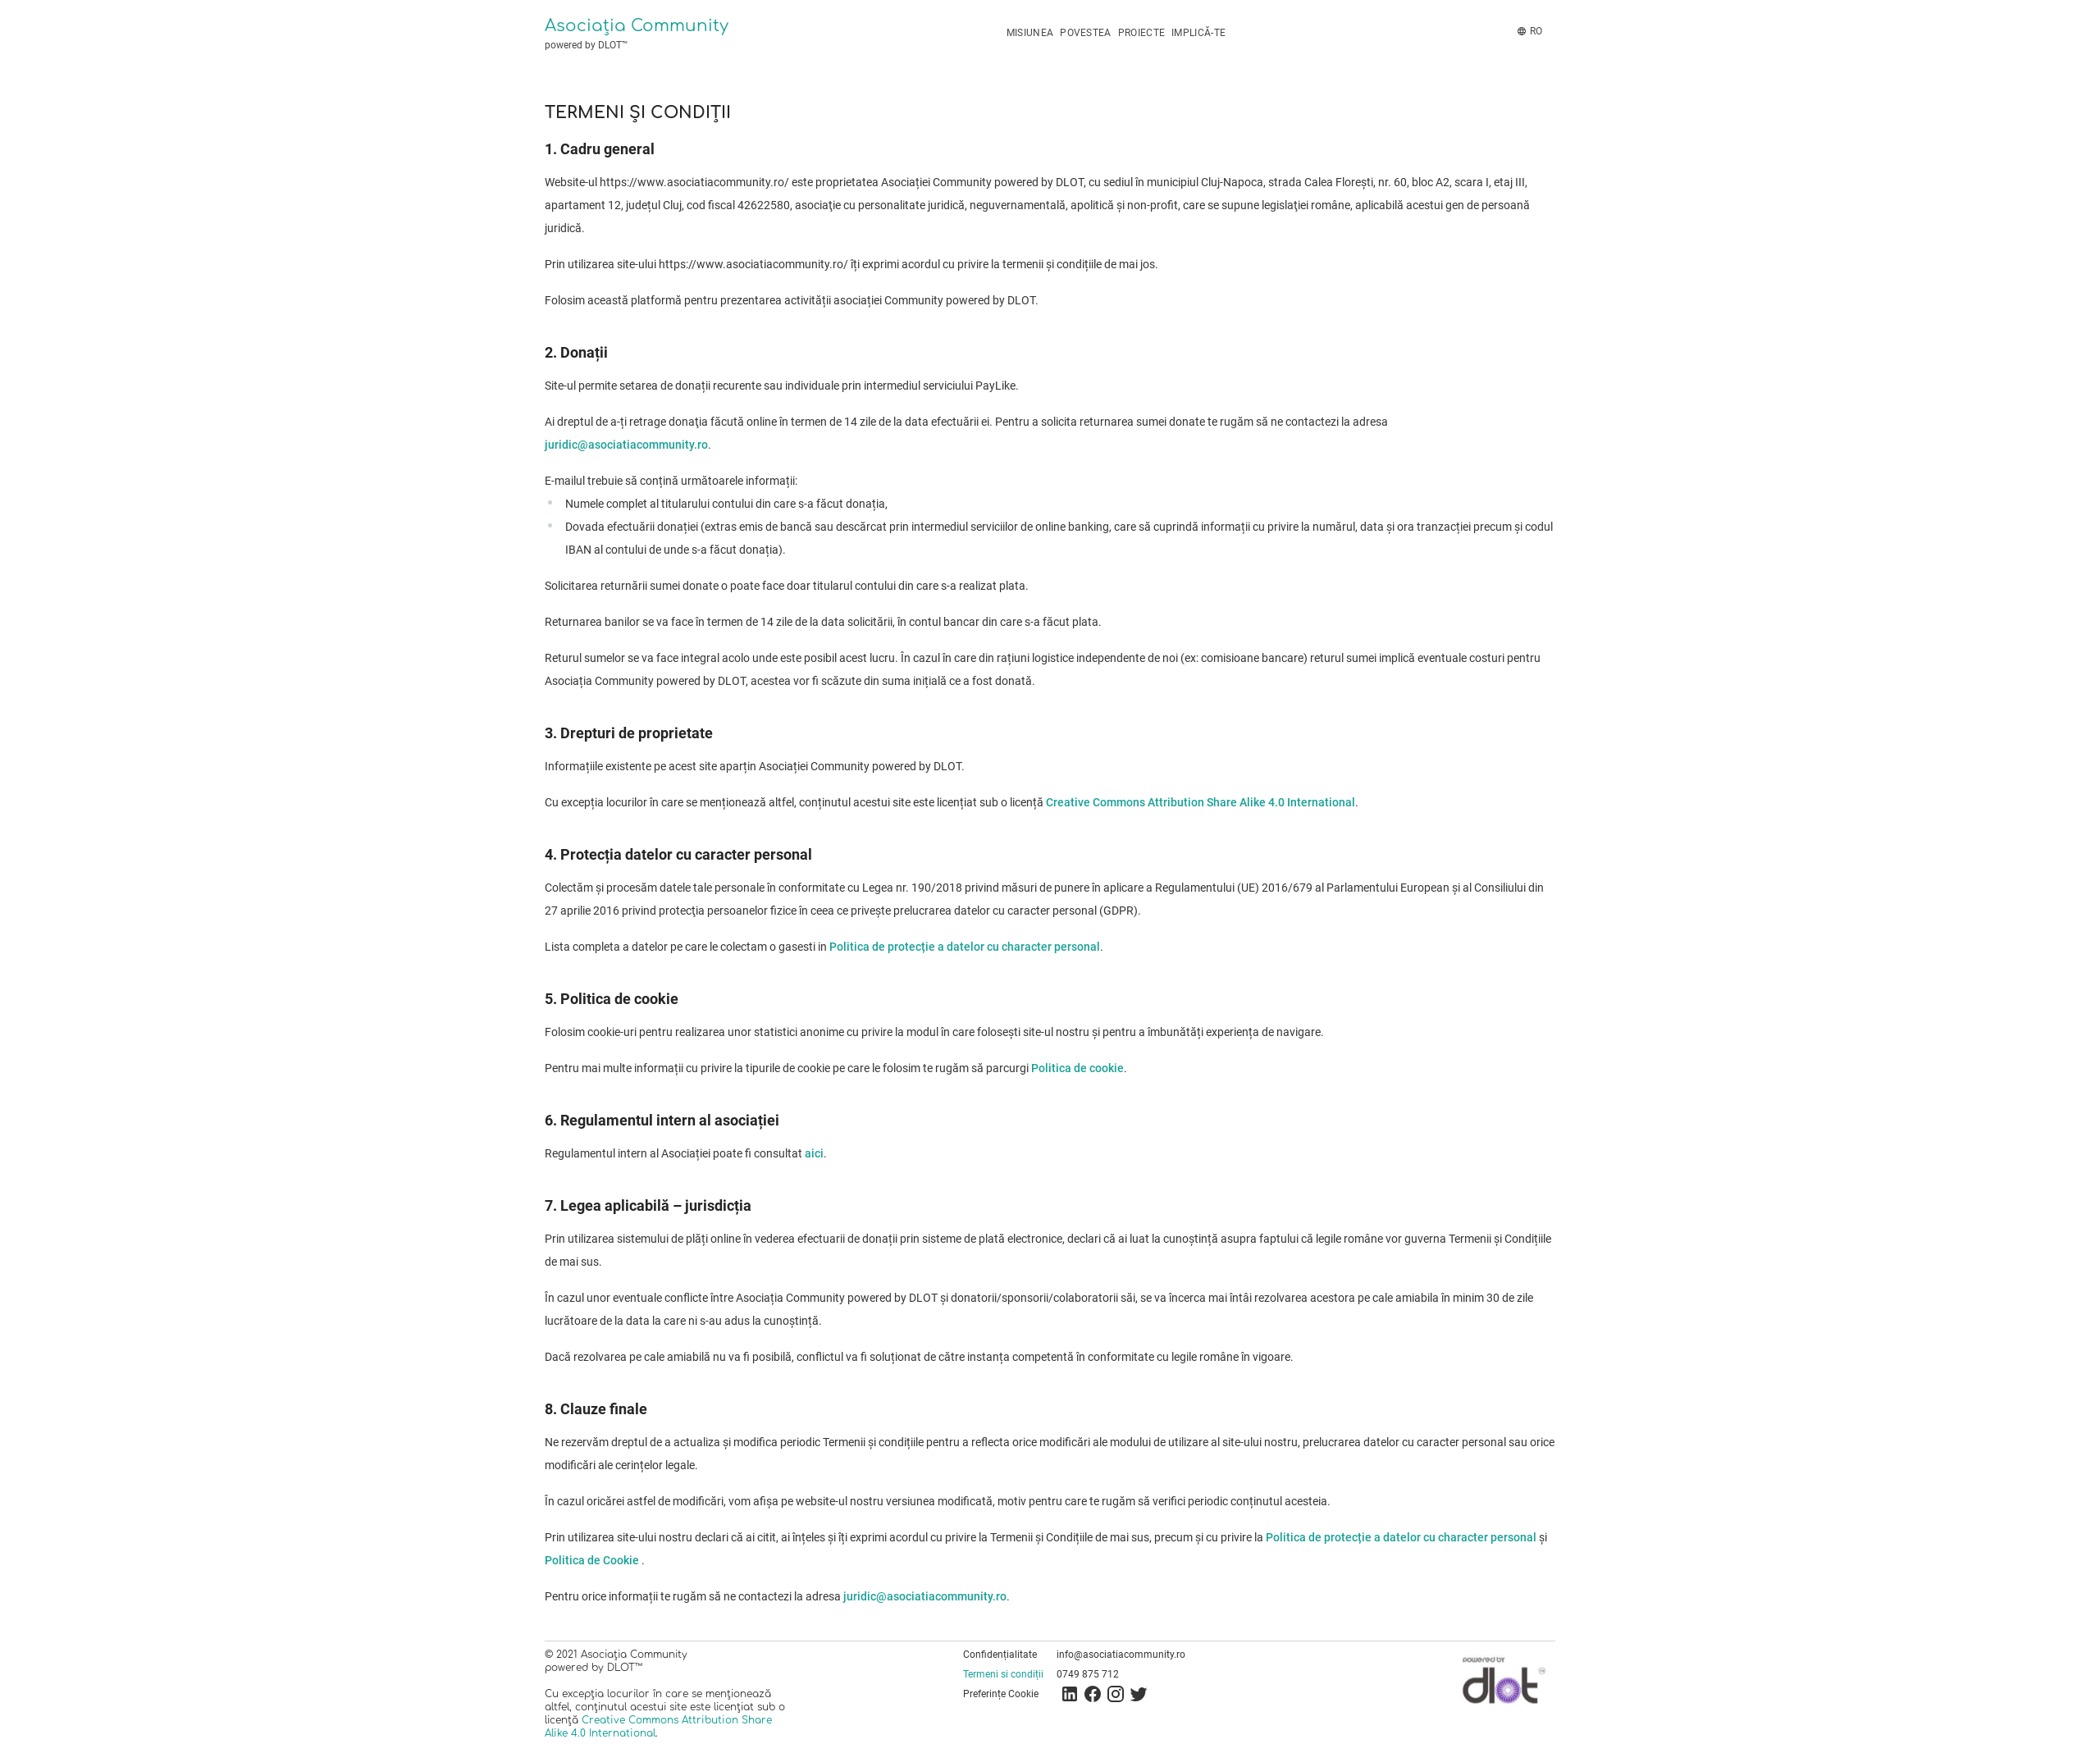 Asociația Community
powered by DLOT™
MISIUNEA POVESTEA PROIECTE IMPLICĂ-TE
RO
TERMENI ȘI CONDIȚII
1. Cadru general
Website-ul https://www.asociatiacommunity.ro/ este proprietatea Asociației Community powered by DLOT, cu sediul în municipiul Cluj-Napoca, strada Calea Florești, nr. 60, bloc A2, scara I, etaj III,
apartament 12, județul Cluj, cod fiscal 42622580, asociaţie cu personalitate juridică, neguvernamentală, apolitică și non-profit, care se supune legislaţiei române, aplicabilă acestui gen de persoană
juridică.
Prin utilizarea site-ului https://www.asociatiacommunity.ro/ îți exprimi acordul cu privire la termenii și condițiile de mai jos.
Folosim această platformă pentru prezentarea activității asociației Community powered by DLOT.
2. Donații
Site-ul permite setarea de donații recurente sau individuale prin intermediul serviciului PayLike.
Ai dreptul de a-ți retrage donaţia făcută online în termen de 14 zile de la data efectuării ei. Pentru a solicita returnarea sumei donate te rugăm să ne contactezi la adresa
juridic@asociatiacommunity.ro.
E-mailul trebuie să conțină următoarele informații:
Numele complet al titularului contului din care s-a făcut donația,
Dovada efectuării donației (extras emis de bancă sau descărcat prin intermediul serviciilor de online banking, care să cuprindă informații cu privire la numărul, data și ora tranzacției precum și codul
IBAN al contului de unde s-a făcut donația).
Solicitarea returnării sumei donate o poate face doar titularul contului din care s-a realizat plata.
Returnarea banilor se va face în termen de 14 zile de la data solicitării, în contul bancar din care s-a făcut plata.
Returul sumelor se va face integral acolo unde este posibil acest lucru. În cazul în care din rațiuni logistice independente de noi (ex: comisioane bancare) returul sumei implică eventuale costuri pentru
Asociația Community powered by DLOT, acestea vor fi scăzute din suma inițială ce a fost donată.
3. Drepturi de proprietate
Informațiile existente pe acest site aparțin Asociației Community powered by DLOT.
Cu excepția locurilor în care se menționează altfel, conținutul acestui site este licențiat sub o licență Creative Commons Attribution Share Alike 4.0 International.
4. Protecția datelor cu caracter personal
Colectăm și procesăm datele tale personale în conformitate cu Legea nr. 190/2018 privind măsuri de punere în aplicare a Regulamentului (UE) 2016/679 al Parlamentului European și al Consiliului din
27 aprilie 2016 privind protecţia persoanelor fizice în ceea ce privește prelucrarea datelor cu caracter personal (GDPR).
Lista completa a datelor pe care le colectam o gasesti in Politica de protecție a datelor cu character personal.
5. Politica de cookie
Folosim cookie-uri pentru realizarea unor statistici anonime cu privire la modul în care folosești site-ul nostru și pentru a îmbunătăți experiența de navigare.
Pentru mai multe informații cu privire la tipurile de cookie pe care le folosim te rugăm să parcurgi Politica de cookie.
6. Regulamentul intern al asociației
Regulamentul intern al Asociației poate fi consultat aici.
7. Legea aplicabilă – jurisdicția
Prin utilizarea sistemului de plăți online în vederea efectuarii de donații prin sisteme de plată electronice, declari că ai luat la cunoștință asupra faptului că legile române vor guverna Termenii și Condițiile
de mai sus.
În cazul unor eventuale conflicte între Asociația Community powered by DLOT și donatorii/sponsorii/colaboratorii săi, se va încerca mai întâi rezolvarea acestora pe cale amiabila în minim 30 de zile
lucrătoare de la data la care ni s-au adus la cunoștință.
Dacă rezolvarea pe cale amiabilă nu va fi posibilă, conflictul va fi soluționat de către instanța competentă în conformitate cu legile române în vigoare.
8. Clauze finale
Ne rezervăm dreptul de a actualiza și modifica periodic Termenii și condițiile pentru a reflecta orice modificări ale modului de utilizare al site-ului nostru, prelucrarea datelor cu caracter personal sau orice
modificări ale cerințelor legale.
În cazul oricărei astfel de modificări, vom afișa pe website-ul nostru versiunea modificată, motiv pentru care te rugăm să verifici periodic conținutul acesteia.
Prin utilizarea site-ului nostru declari că ai citit, ai înțeles și îți exprimi acordul cu privire la Termenii și Condițiile de mai sus, precum și cu privire la Politica de protecție a datelor cu character personal și
Politica de Cookie .
Pentru orice informații te rugăm să ne contactezi la adresa juridic@asociatiacommunity.ro.
© 2021 Asociația Community
powered by DLOT™
Cu excepția locurilor în care se menționează
altfel, conținutul acestui site este licențiat sub o
licență Creative Commons Attribution Share
Alike 4.0 International.
Confidențialitate
Termeni si condiții
Preferințe Cookie
info@asociatiacommunity.ro
0749 875 712
powered by
dlot ™